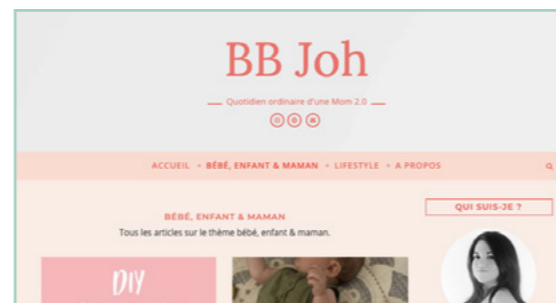 BB Joh
Quotidien ordinaire d'une Mom 2.0
ACCUEIL BÉBÉ, ENFANT & MAMAN LIFESTYLE A PROPOS
BÉBÉ, ENFANT & MAMAN
Tous les articles sur le thème bébé, enfant & maman.
QUI SUIS-JE ?
DIY